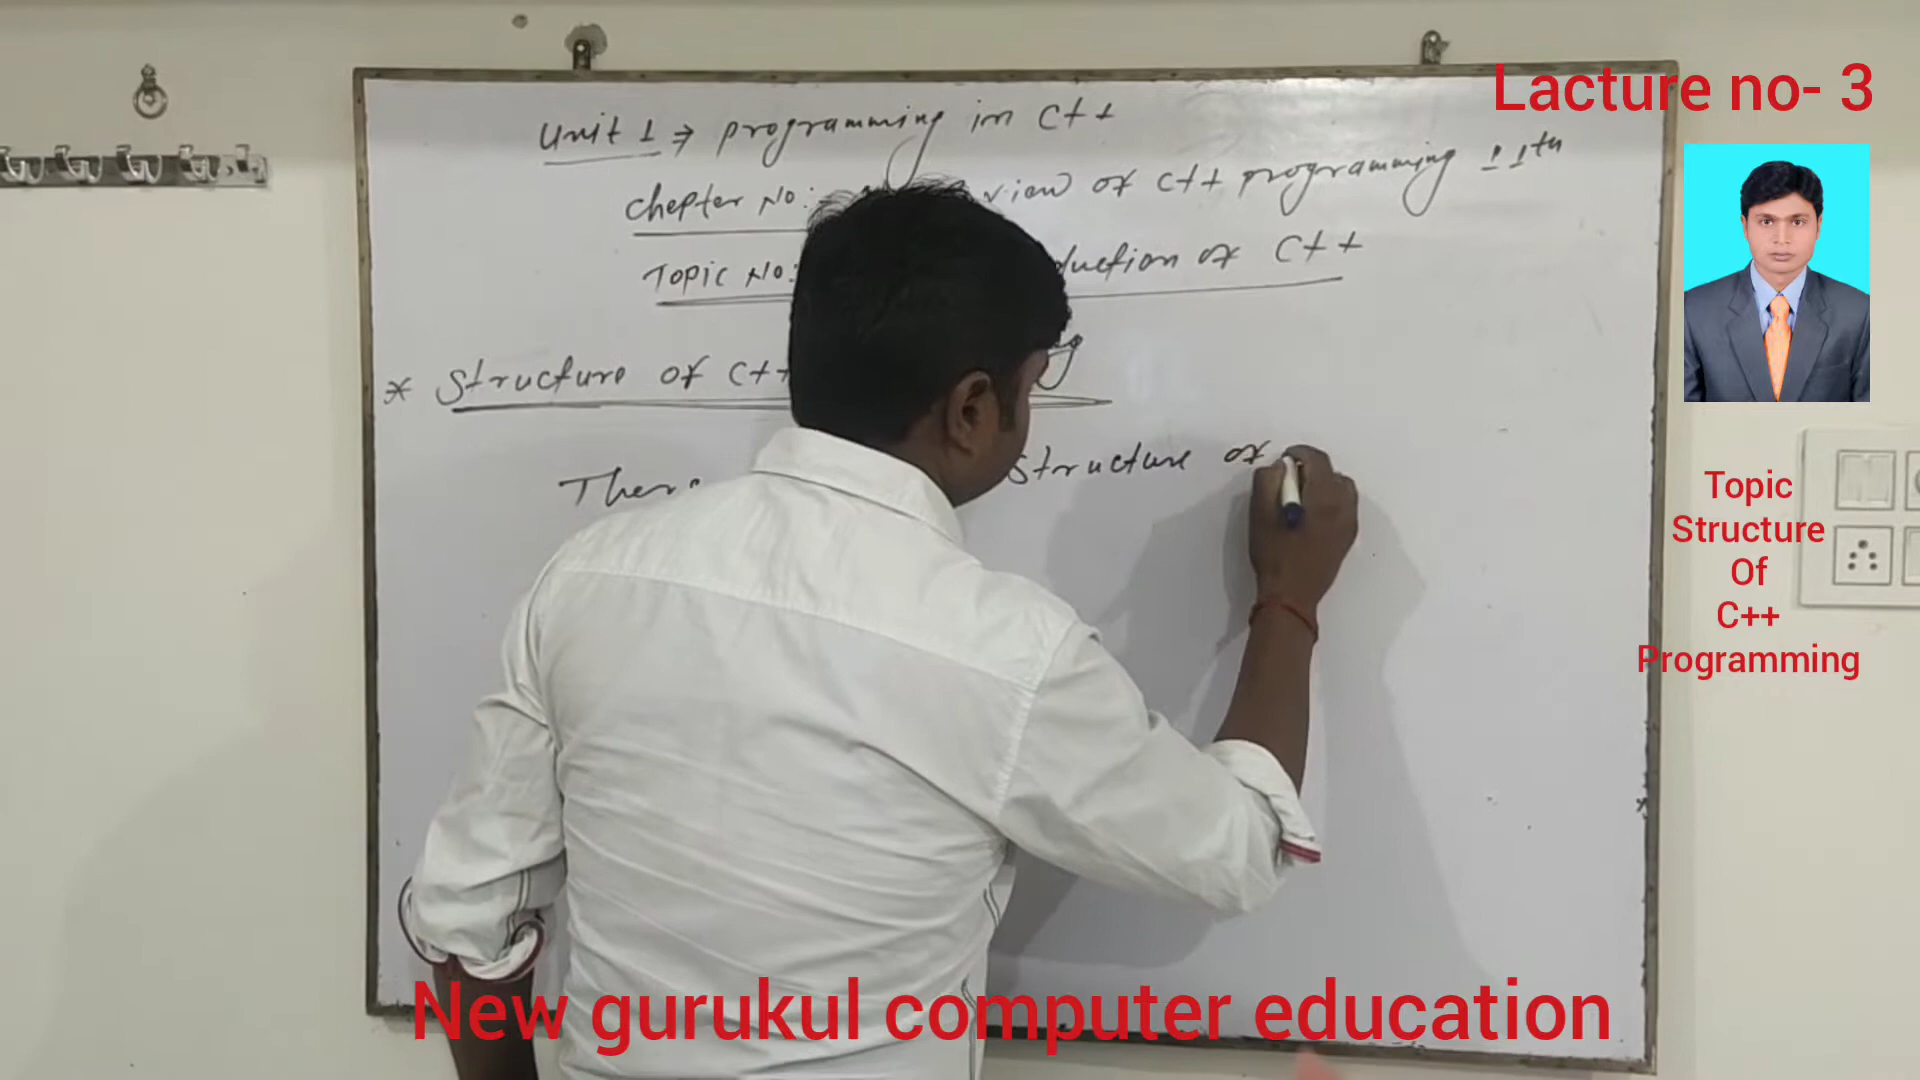 Lacture no- 3
Unit 1 ⇒ programming in C++
chepter No: view of C++ programming 11th
Topic No: duction of C++
* Structure of C++
Structure of
Topic
Structure
Of
C++
Programming
New gurukul computer education